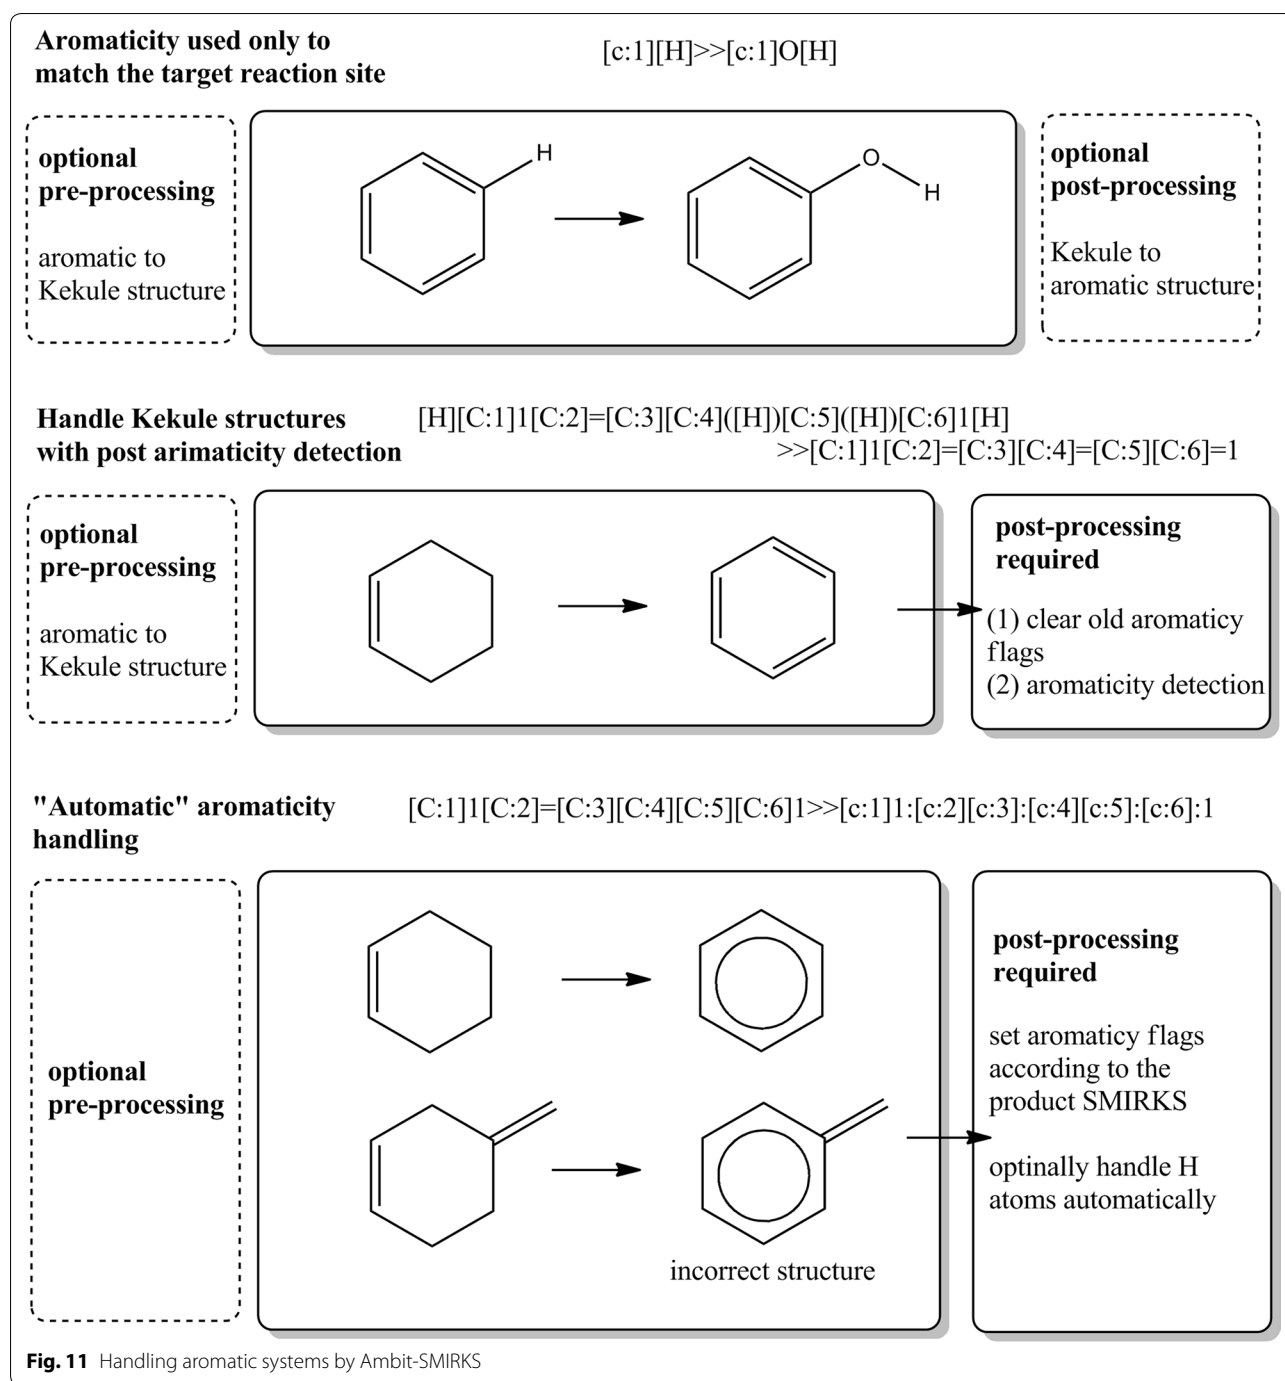 Aromaticity used only to
match the target reaction site
[c:1][H]>>[c:1]O[H]
optional
pre-processing
aromatic to
Kekule structure
H
O
H
optional
post-processing
Kekule to
aromatic structure
Handle Kekule structures
with post arimaticity detection
[H][C:1]1[C:2]=[C:3][C:4]([H])[C:5]([H])[C:6]1[H]
>>[C:1]1[C:2]=[C:3][C:4]=[C:5][C:6]=1
optional
pre-processing
aromatic to
Kekule structure
post-processing
required
(1) clear old aromaticy
flags
(2) aromaticity detection
"Automatic" aromaticity
handling
[C:1]1[C:2]=[C:3][C:4][C:5][C:6]1>>[c:1]1:[c:2][c:3]:[c:4][c:5]:[c:6]:1
optional
pre-processing
incorrect structure
post-processing
required
set aromaticy flags
according to the
product SMIRKS
optinally handle H
atoms automatically
Fig. 11 Handling aromatic systems by Ambit-SMIRKS